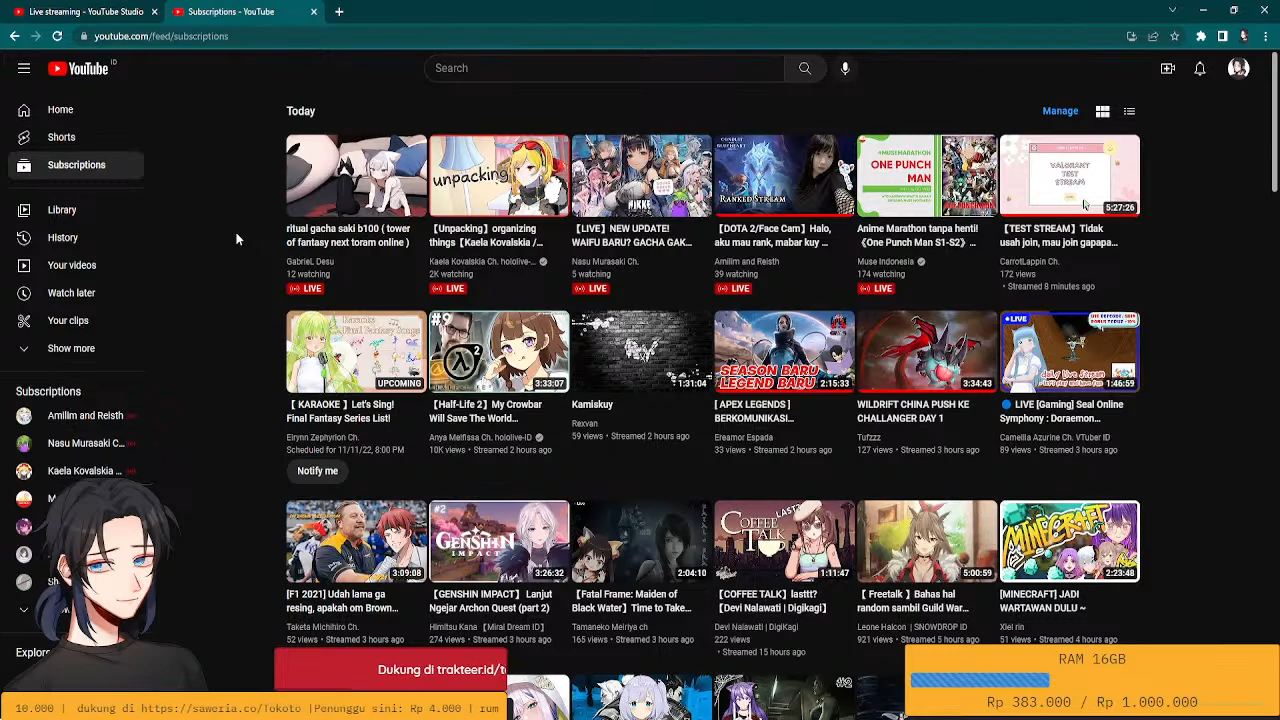 Live streaming - YouTube Studio
Subscriptions - YouTube
youtube.com/feed/subscriptions
YouTube ID
Search
Home
Shorts
Subscriptions
Library
History
Your videos
Watch later
Your clips
Show more
Subscriptions
Amilim and Reisth
Nasu Murasaki C...
Kaela Kovalskia ...
Explore
Today
Manage
unpacking
RANKED STREAM
#MUSEMARATHON
ONE PUNCH
MAN
VALORANT
TEST
STREAM
5:27:26
ritual gacha saki b100 ( tower
of fantasy next toram online )
GabrieL Desu
12 watching
LIVE
【Unpacking】organizing
things【Kaela Kovalskia /...
Kaela Kovalskia Ch. hololive-...
2K watching
LIVE
【LIVE】NEW UPDATE!
WAIFU BARU? GACHA GAK...
Nasu Murasaki Ch.
5 watching
LIVE
【DOTA 2/Face Cam】Halo,
aku mau rank, mabar kuy ...
Amilim and Reisth
39 watching
LIVE
Anime Marathon tanpa henti!
《One Punch Man S1-S2》...
Muse Indonesia
174 watching
LIVE
【TEST STREAM】Tidak
usah join, mau join gapapa...
CarrotLappin Ch.
172 views
• Streamed 8 minutes ago
Karaoke
Final Fantasy Series!
UPCOMING
#3
2
3:33:07
1:31:04
SEASON BARU
LEGEND BARU
2:15:33
3:34:43
LIVE
daily live stream
1:46:59
【 KARAOKE 】Let's Sing!
Final Fantasy Series List!
Elrynn Zephyrion Ch.
Scheduled for 11/11/22, 8:00 PM
Notify me
【Half-Life 2】My Crowbar
Will Save The World...
Anya Melfissa Ch. hololive-ID
10K views • Streamed 2 hours ago
Kamiskuy
Rexvan
59 views • Streamed 2 hours ago
[ APEX LEGENDS ]
BERKOMUNIKASI...
Ereamor Espada
33 views • Streamed 2 hours ago
WILDRIFT CHINA PUSH KE
CHALLANGER DAY 1
Tufzzz
127 views • Streamed 3 hours ago
🔵 LIVE [Gaming] Seal Online
Symphony : Doraemon...
Camellia Azurine Ch. VTuber ID
89 views • Streamed 3 hours ago
3:09:08
#2
GENSHIN
IMPACT
3:26:32
2:04:10
LAST
COFFEE
TALK
1:11:47
5:00:59
MINECRAFT
2:23:48
[F1 2021] Udah lama ga
resing, apakah om Brown...
Taketa Michihiro Ch.
52 views • Streamed 3 hours ago
【GENSHIN IMPACT】 Lanjut
Ngejar Archon Quest (part 2)
Himitsu Kana 【Miral Dream ID】
274 views • Streamed 3 hours ago
【Fatal Frame: Maiden of
Black Water】Time to Take...
Tamaneko Meiriya ch
165 views • Streamed 3 hours ago
【COFFEE TALK】 lasttt?
【Devi Nalawati | Digikagi】
Devi Nalawati | DigiKagi
222 views
• Streamed 15 hours ago
【 Freetalk 】Bahas hal
random sambil Guild War...
Leone Halcon | SNOWDROP ID
921 views • Streamed 5 hours ago
[MINECRAFT] JADI
WARTAWAN DULU ~
Xiel rin
51 views • Streamed 4 hours ago
#2
Dukung di trakteer.id/t
10.000 | dukung di https://saweria.co/Tokoto |Penunggu sini: Rp 4.000 | rum
RAM 16GB
Rp 383.000 / Rp 1.000.000